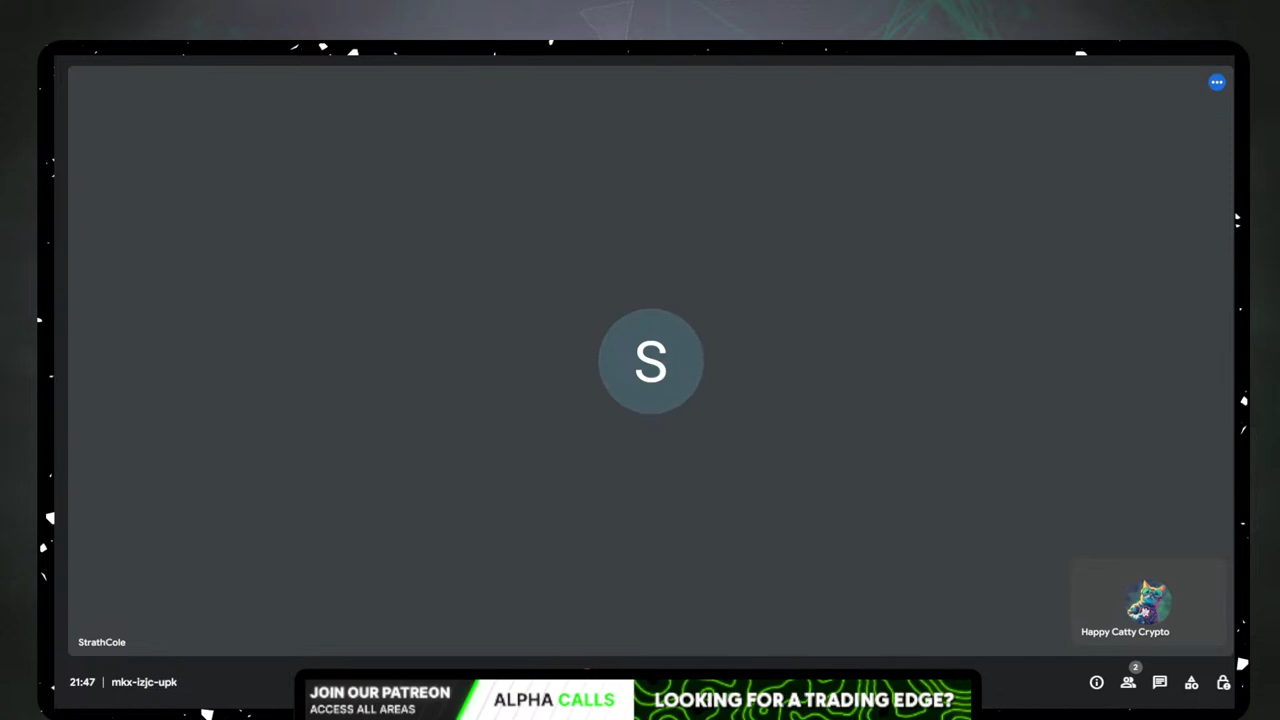 S
StrathCole
Happy Catty Crypto
21:47 | mkx-izjc-upk
2
JOIN OUR PATREON
ACCESS ALL AREAS
ALPHA CALLS
LOOKING FOR A TRADING EDGE?